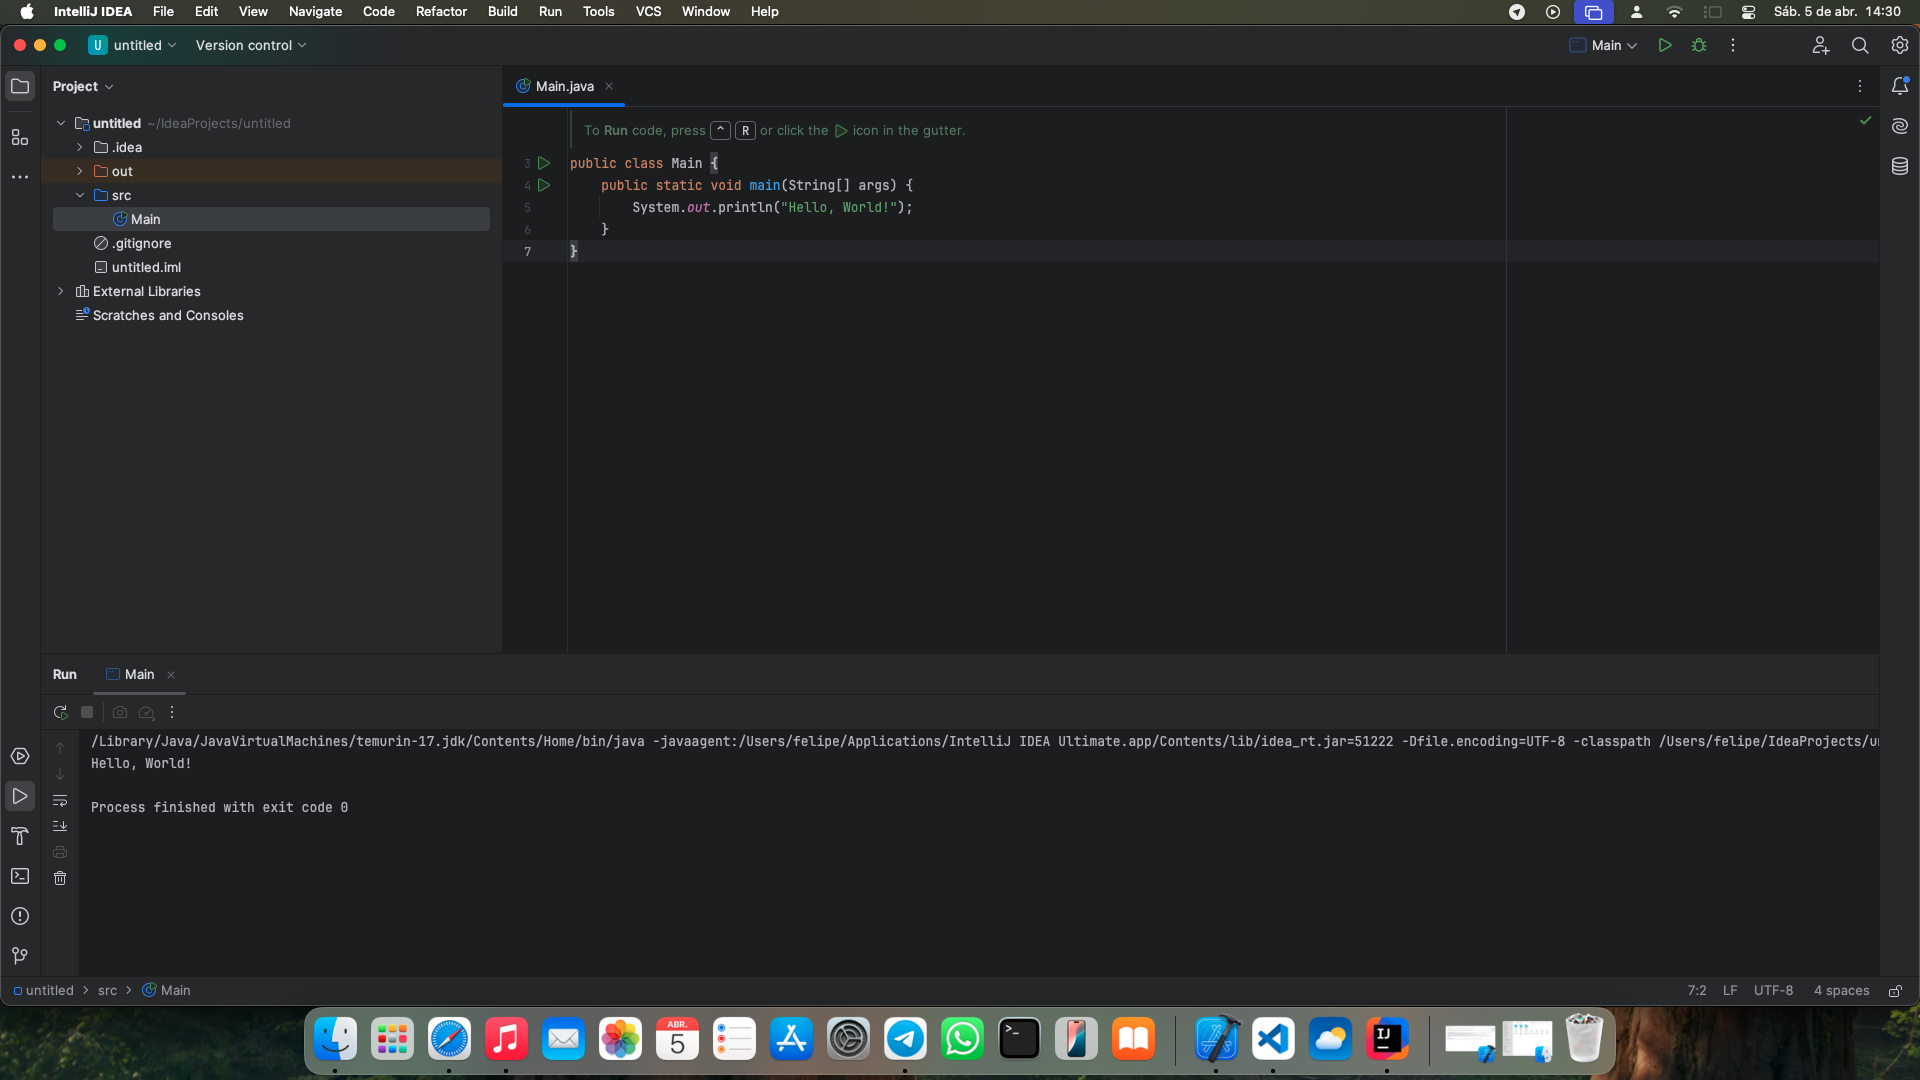 IntelliJ IDEA File Edit View Navigate Code Refactor Build Run Tools VCS Window Help Sáb. 5 de abr. 14:30
U untitled Version control Main
Project
Main.java
untitled ~/IdeaProjects/untitled
.idea
out
src
Main
.gitignore
untitled.iml
External Libraries
Scratches and Consoles
To Run code, press ^ R or click the icon in the gutter.
3 public class Main {
4 public static void main(String[] args) {
5 System.out.println("Hello, World!");
6 }
7 }
Run Main
/Library/Java/JavaVirtualMachines/temurin-17.jdk/Contents/Home/bin/java -javaagent:/Users/felipe/Applications/IntelliJ IDEA Ultimate.app/Contents/lib/idea_rt.jar=51222 -Dfile.encoding=UTF-8 -classpath /Users/felipe/IdeaProjects/u
Hello, World!
Process finished with exit code 0
untitled > src > Main 7:2 LF UTF-8 4 spaces
ABR.
5
IJ